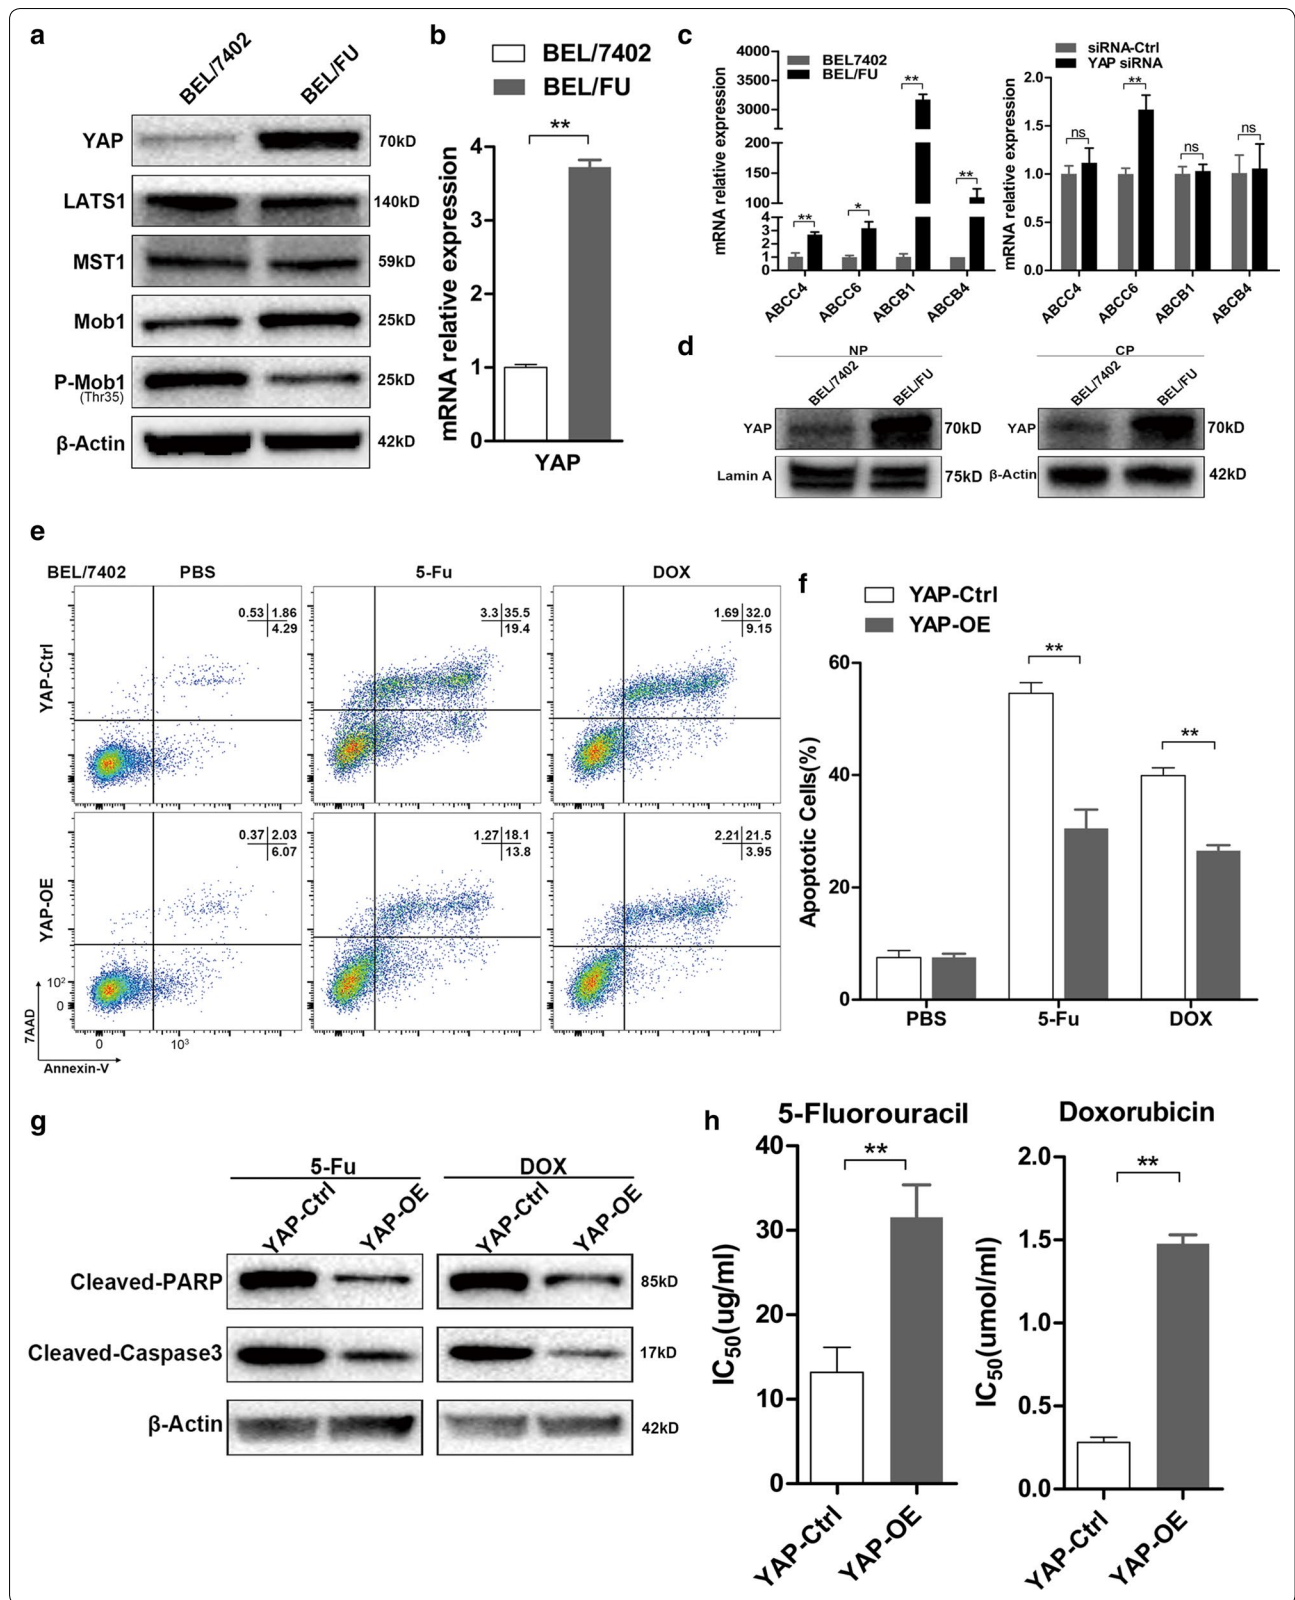 a
BEL/7402
BEL/FU
YAP
70kD
LATS1
140kD
MST1
59kD
Mob1
25kD
P-Mob1
(Thr35)
25kD
β-Actin
42kD
b
BEL/7402
BEL/FU
**
mRNA relative expression
4
3
2
1
0
YAP
c
BEL7402
BEL/FU
mRNA relative expression
4000
3500
3000
200
150
100
4
3
2
1
0
**
*
**
**
ABCC4
ABCC6
ABCB1
ABCB4
siRNA-Ctrl
YAP siRNA
mRNA relative expression
2.0
1.5
1.0
0.5
0.0
ns
**
ns
ns
ABCC4
ABCC6
ABCB1
ABCB4
d
NP
BEL/7402
BEL/FU
YAP
70kD
Lamin A
75kD
CP
BEL/7402
BEL/FU
YAP
70kD
β-Actin
42kD
e
BEL/7402
PBS
5-Fu
DOX
YAP-Ctrl
0.53 1.86
4.29
3.3 35.5
19.4
1.69 32.0
9.15
YAP-OE
0.37 2.03
6.07
1.27 18.1
13.8
2.21 21.5
3.95
10²
0
7AAD
0
10³
Annexin-V
f
YAP-Ctrl
YAP-OE
Apoptotic Cells(%)
60
40
20
0
**
**
PBS
5-Fu
DOX
g
5-Fu
DOX
YAP-Ctrl
YAP-OE
YAP-Ctrl
YAP-OE
Cleaved-PARP
85kD
Cleaved-Caspase3
17kD
β-Actin
42kD
h
5-Fluorouracil
IC50(ug/ml)
40
30
20
10
0
**
YAP-Ctrl
YAP-OE
Doxorubicin
IC50(umol/ml)
2.0
1.5
1.0
0.5
0.0
**
YAP-Ctrl
YAP-OE